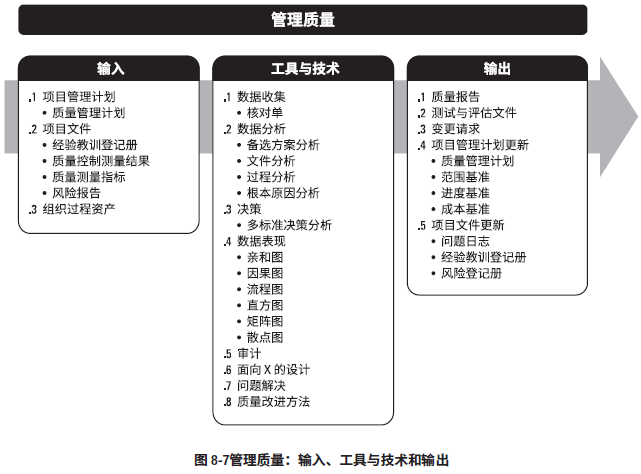 管理质量
输入
.1 项目管理计划
• 质量管理计划
.2 项目文件
• 经验教训登记册
• 质量控制测量结果
• 质量测量指标
• 风险报告
.3 组织过程资产
工具与技术
.1 数据收集
• 核对单
.2 数据分析
• 备选方案分析
• 文件分析
• 过程分析
• 根本原因分析
.3 决策
• 多标准决策分析
.4 数据表现
• 亲和图
• 因果图
• 流程图
• 直方图
• 矩阵图
• 散点图
.5 审计
.6 面向 X 的设计
.7 问题解决
.8 质量改进方法
输出
.1 质量报告
.2 测试与评估文件
.3 变更请求
.4 项目管理计划更新
• 质量管理计划
• 范围基准
• 进度基准
• 成本基准
.5 项目文件更新
• 问题日志
• 经验教训登记册
• 风险登记册
图 8-7管理质量：输入、工具与技术和输出